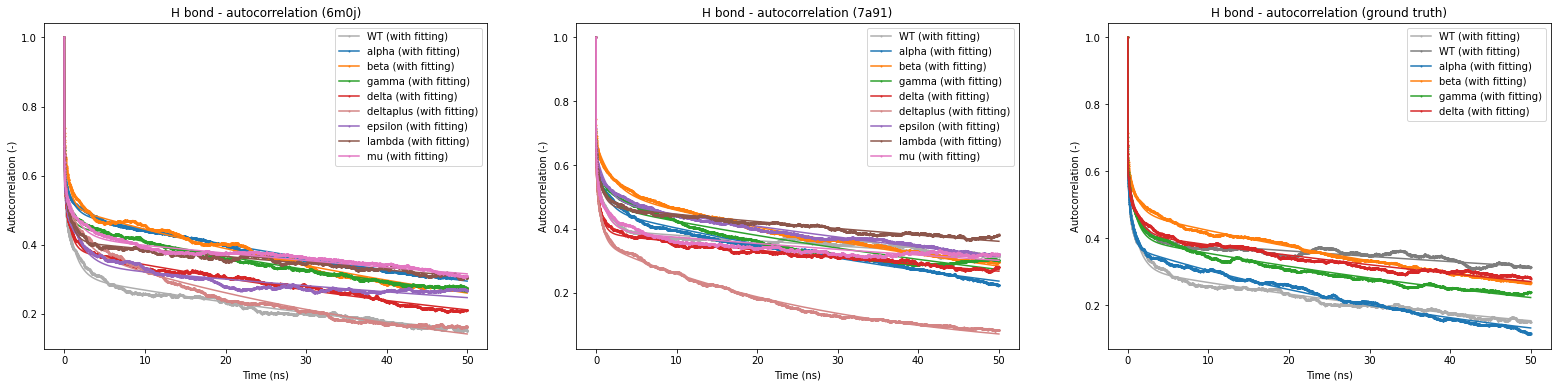 H bond - autocorrelation (6m0j)
WT (with fitting)
alpha (with fitting)
beta (with fitting)
gamma (with fitting)
delta (with fitting)
deltaplus (with fitting)
epsilon (with fitting)
lambda (with fitting)
mu (with fitting)
Autocorrelation (-)
1.0
0.8
0.6
0.4
0.2
0
10
20
30
40
50
Time (ns)
H bond - autocorrelation (7a91)
WT (with fitting)
alpha (with fitting)
beta (with fitting)
gamma (with fitting)
delta (with fitting)
deltaplus (with fitting)
epsilon (with fitting)
lambda (with fitting)
mu (with fitting)
Autocorrelation (-)
1.0
0.8
0.6
0.4
0.2
0
10
20
30
40
50
Time (ns)
H bond - autocorrelation (ground truth)
WT (with fitting)
WT (with fitting)
alpha (with fitting)
beta (with fitting)
gamma (with fitting)
delta (with fitting)
Autocorrelation (-)
1.0
0.8
0.6
0.4
0.2
0
10
20
30
40
50
Time (ns)